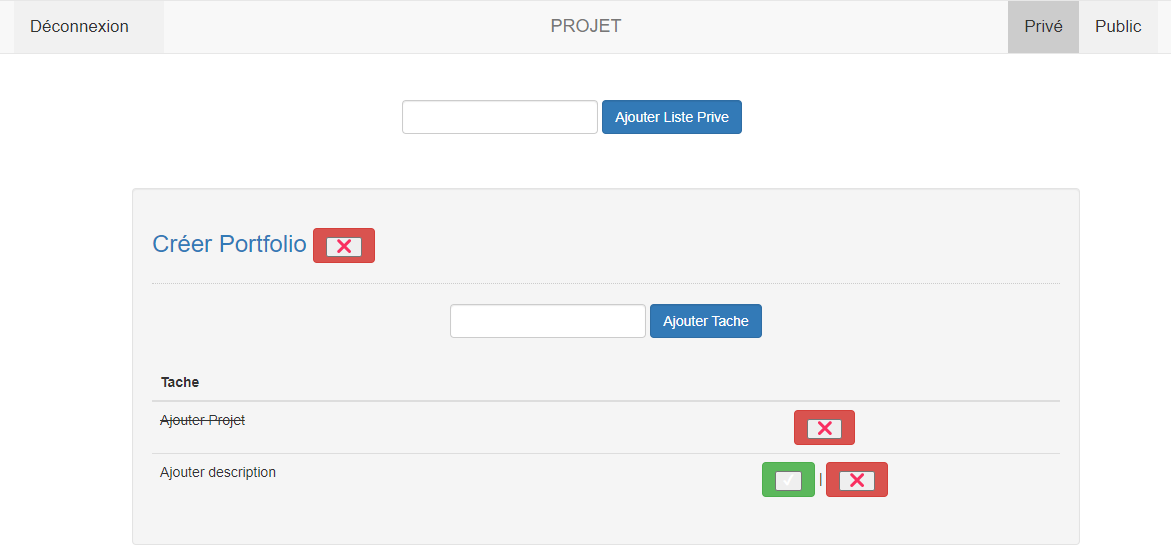 Déconnexion PROJET Privé Public
Ajouter Liste Prive
Créer Portfolio
Ajouter Tache
Tache
Ajouter Projet
Ajouter description |